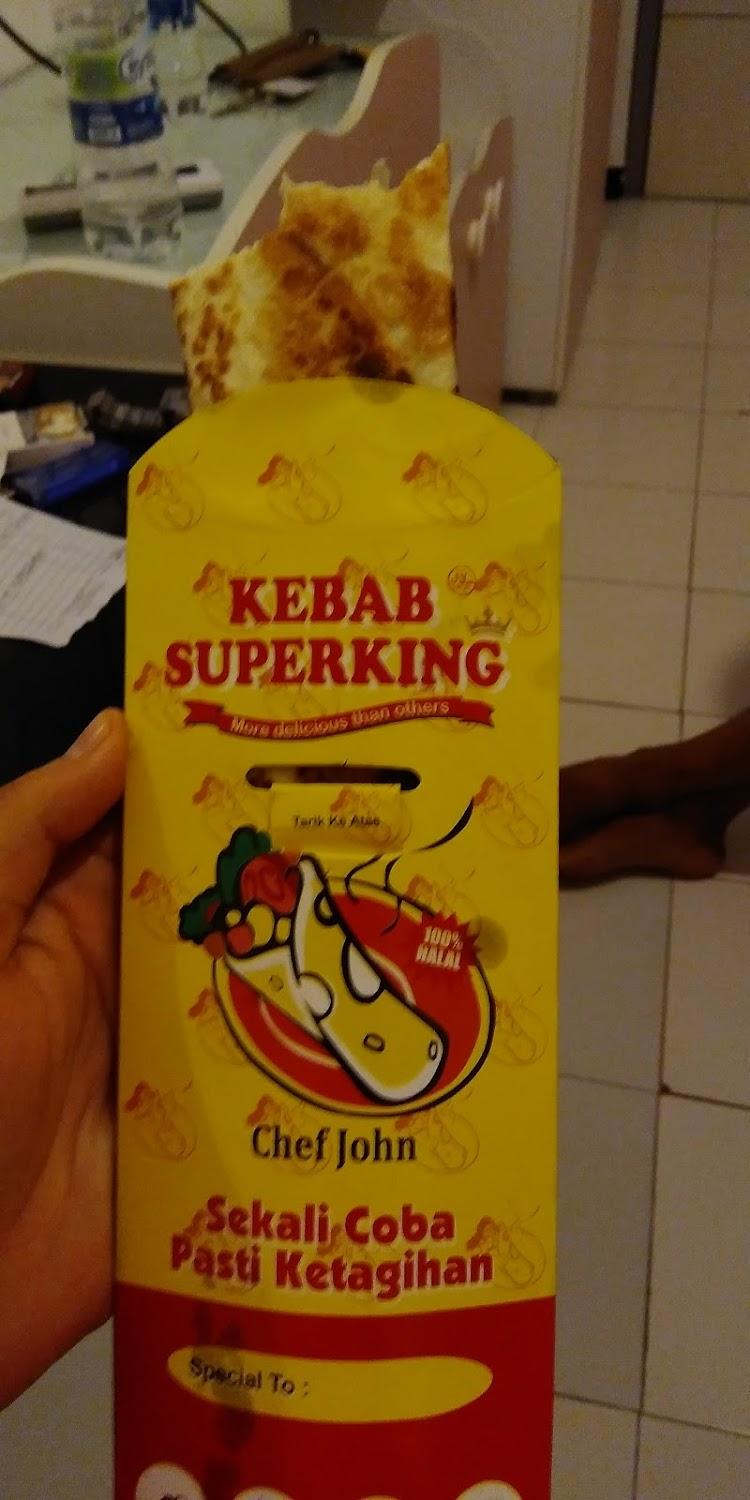 KEBAB
SUPERKING
More delicious than others
Tarik Ke Atas
100%
HALAL
Chef John
Sekali Coba
Pasti Ketagihan
Special To :